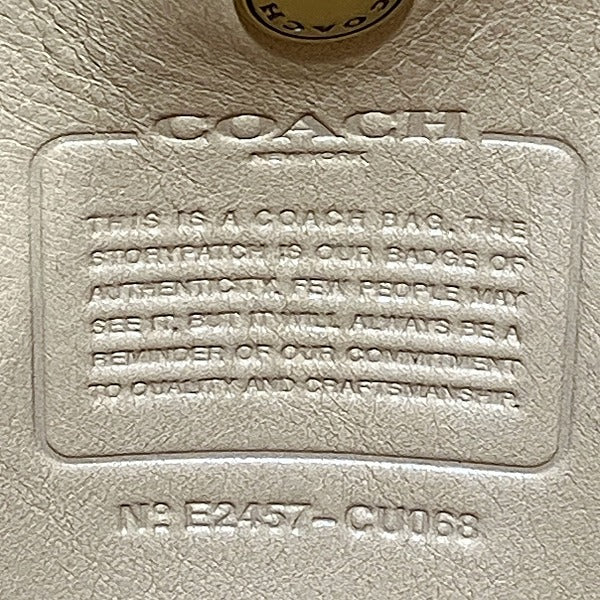 COACH
COACH
NEW YORK
THIS IS A COACH BAG. THE
STORYPATCH IS OUR BADGE OF
AUTHENTICITY. FEW PEOPLE MAY
SEE IT, BUT IT WILL ALWAYS BE A
REMINDER OF OUR COMMITMENT
TO QUALITY AND CRAFTSMANSHIP.
Nº E2457-CU068